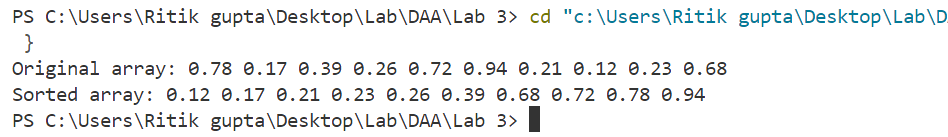 PS C:\Users\Ritik gupta\Desktop\Lab\DAA\Lab 3> cd "c:\Users\Ritik gupta\Desktop\Lab\D
}
Original array: 0.78 0.17 0.39 0.26 0.72 0.94 0.21 0.12 0.23 0.68
Sorted array: 0.12 0.17 0.21 0.23 0.26 0.39 0.68 0.72 0.78 0.94
PS C:\Users\Ritik gupta\Desktop\Lab\DAA\Lab 3>